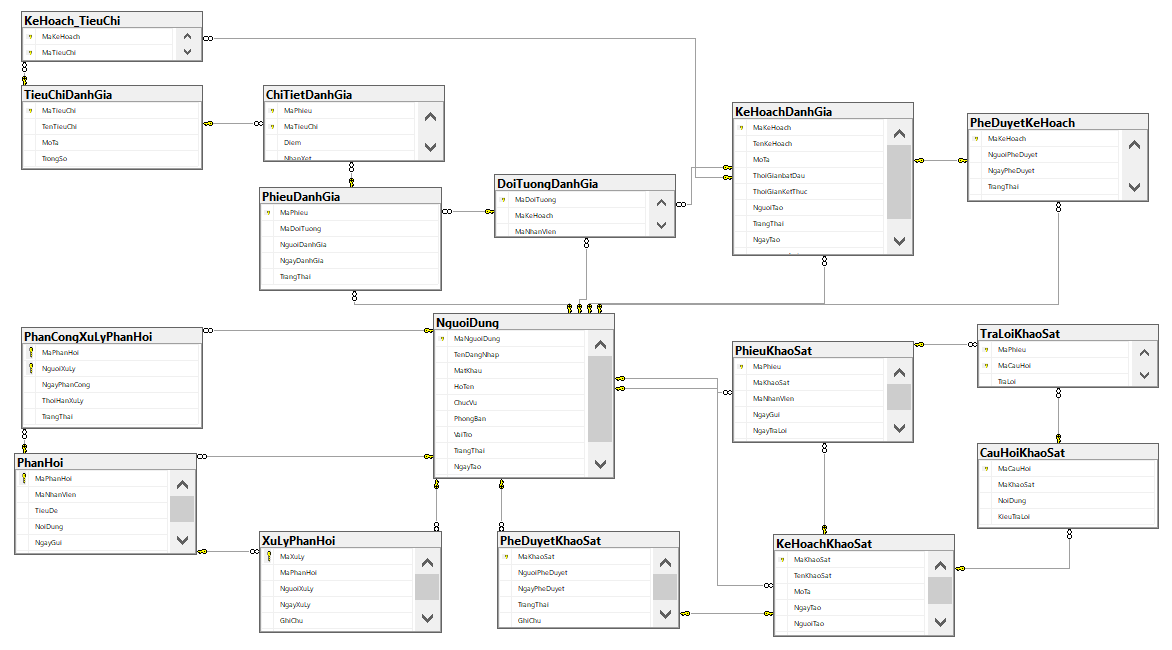 KeHoach_TieuChi
MaKeHoach
MaTieuChi
TieuChiDanhGia
MaTieuChi
TenTieuChi
MoTa
TrongSo
ChiTietDanhGia
MaPhieu
MaTieuChi
Diem
NhanXet
PhieuDanhGia
MaPhieu
MaDoiTuong
NguoiDanhGia
NgayDanhGia
TrangThai
DoiTuongDanhGia
MaDoiTuong
MaKeHoach
MaNhanVien
KeHoachDanhGia
MaKeHoach
TenKeHoach
MoTa
ThoiGianbatDau
ThoiGianKetThuc
NguoiTao
TrangThai
NgayTao
PheDuyetKeHoach
MaKeHoach
NguoiPheDuyet
NgayPheDuyet
TrangThai
PhanCongXuLyPhanHoi
MaPhanHoi
NguoiXuLy
NgayPhanCong
ThoiHanXuLy
TrangThai
NguoiDung
MaNguoiDung
TenDangNhap
MatKhau
HoTen
ChucVu
PhongBan
VaiTro
TrangThai
NgayTao
PhieuKhaoSat
MaPhieu
MaKhaoSat
MaNhanVien
NgayGui
NgayTraLoi
TraLoiKhaoSat
MaPhieu
MaCauHoi
TraLoi
CauHoiKhaoSat
MaCauHoi
MaKhaoSat
NoiDung
KieuTraLoi
PhanHoi
MaPhanHoi
MaNhanVien
TieuDe
NoiDung
NgayGui
XuLyPhanHoi
MaXuLy
MaPhanHoi
NguoiXuLy
NgayXuLy
GhiChu
PheDuyetKhaoSat
MaKhaoSat
NguoiPheDuyet
NgayPheDuyet
TrangThai
GhiChu
KeHoachKhaoSat
MaKhaoSat
TenKhaoSat
MoTa
NgayTao
NguoiTao